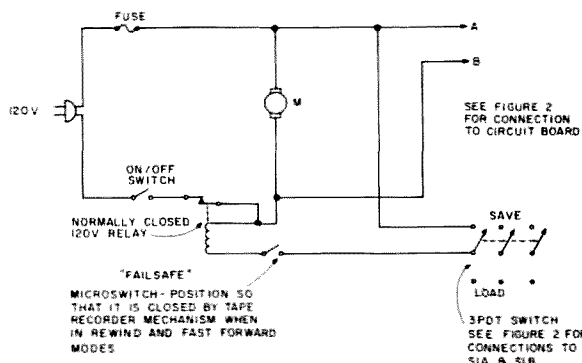 FUSE
A
B
120V
M
SEE FIGURE 2
FOR CONNECTION
TO CIRCUIT BOARD
ON/OFF
SWITCH
NORMALLY CLOSED
120V RELAY
SAVE
"FAILSAFE"
MICROSWITCH-POSITION SO
THAT IT IS CLOSED BY TAPE
RECORDER MECHANISM WHEN
IN REWIND AND FAST FORWARD
MODES
LOAD
3PDT SWITCH
SEE FIGURE 2 FOR
CONNECTIONS TO
S1A & S1B